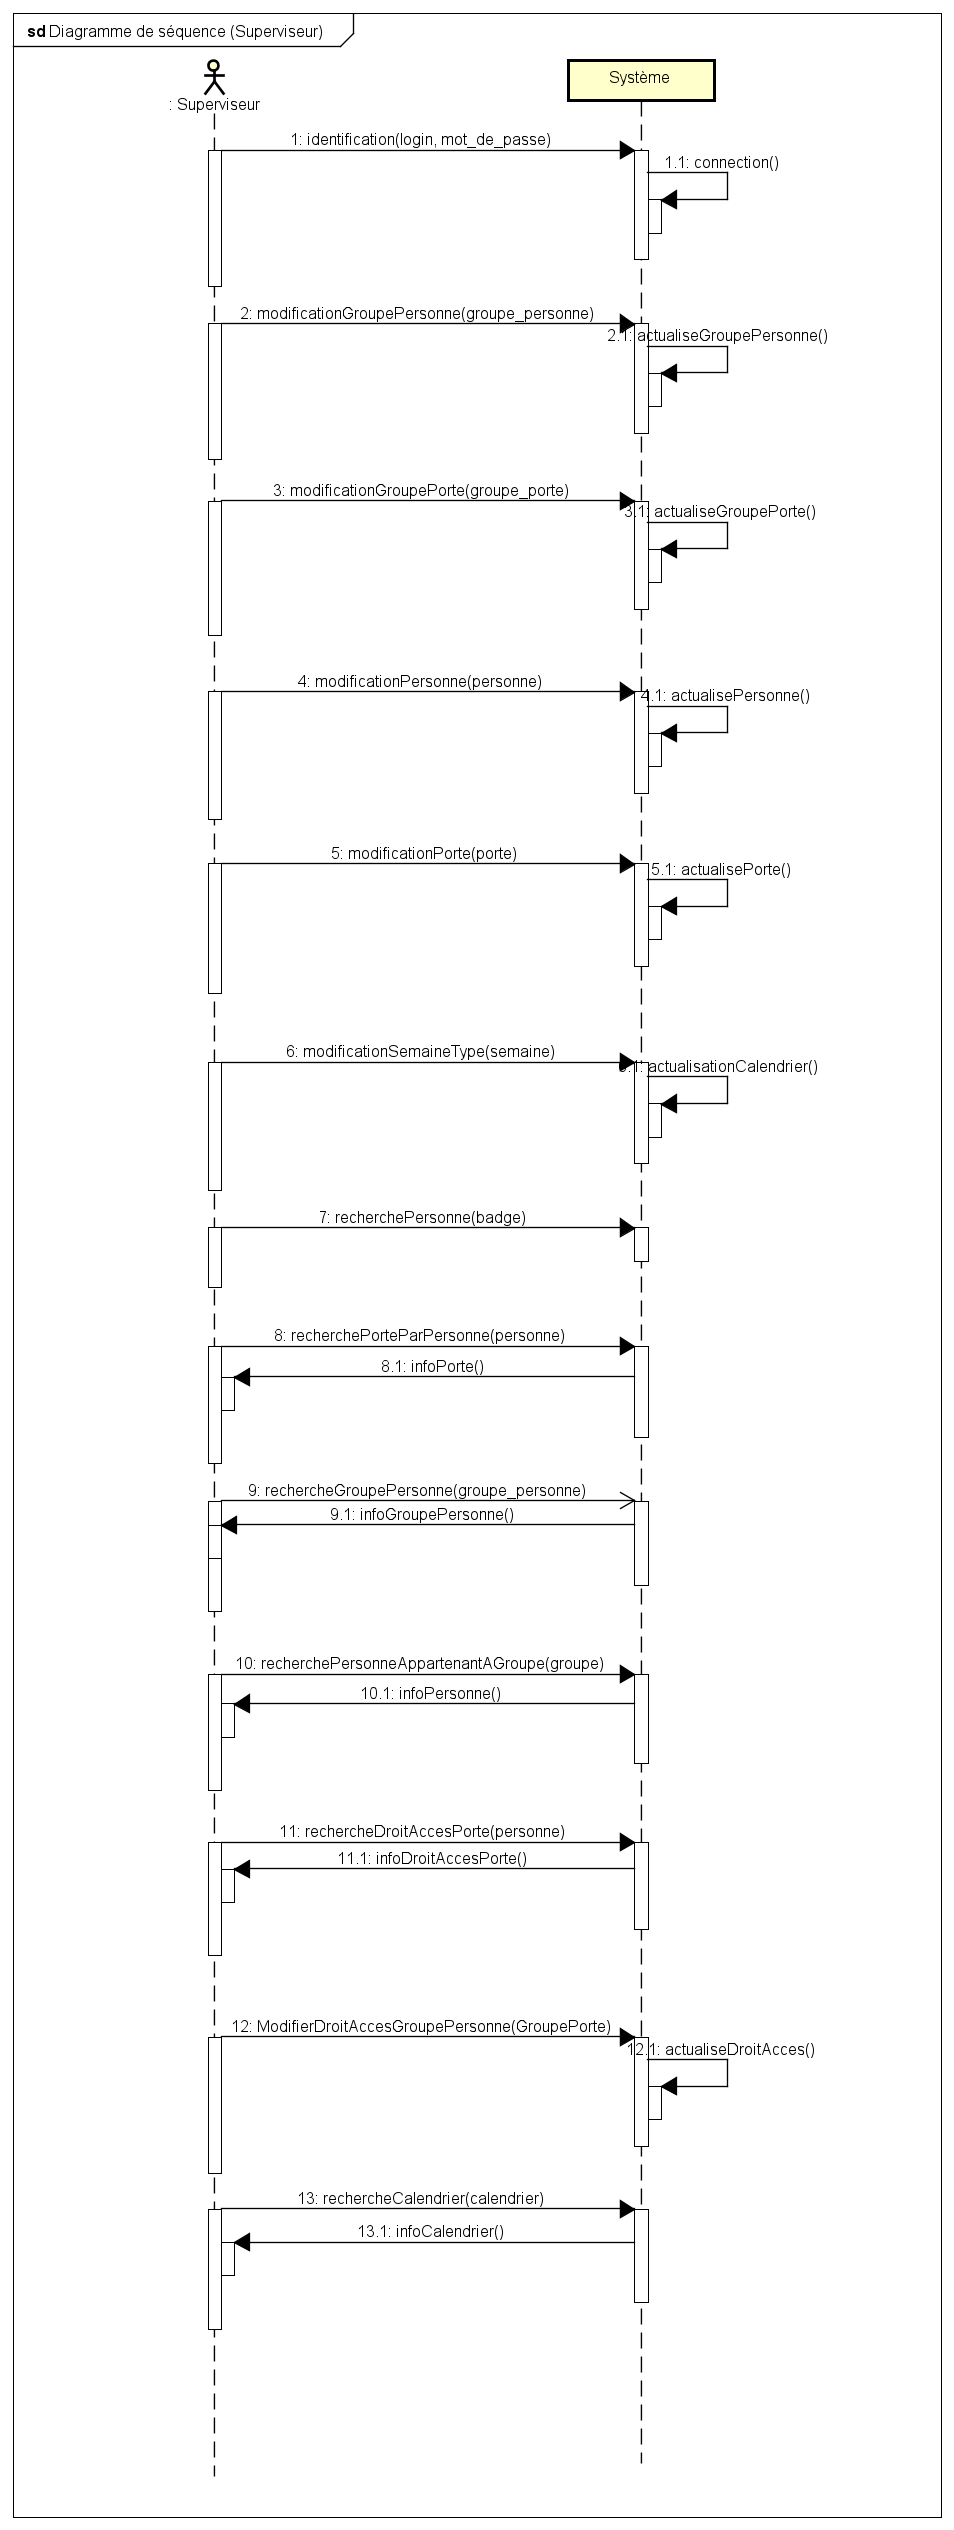 sd Diagramme de séquence (Superviseur)
: Superviseur
Système
1: identification(login, mot_de_passe)
1.1: connection()
2: modificationGroupePersonne(groupe_personne)
2.1: actualiseGroupePersonne()
3: modificationGroupePorte(groupe_porte)
3.1: actualiseGroupePorte()
4: modificationPersonne(personne)
4.1: actualisePersonne()
5: modificationPorte(porte)
5.1: actualisePorte()
6: modificationSemaineType(semaine)
6.1: actualisationCalendrier()
7: recherchePersonne(badge)
8: recherchePorteParPersonne(personne)
8.1: infoPorte()
9: rechercheGroupePersonne(groupe_personne)
9.1: infoGroupePersonne()
10: recherchePersonneAppartenantAGroupe(groupe)
10.1: infoPersonne()
11: rechercheDroitAccesPorte(personne)
11.1: infoDroitAccesPorte()
12: ModifierDroitAccesGroupePersonne(GroupePorte)
12.1: actualiseDroitAcces()
13: rechercheCalendrier(calendrier)
13.1: infoCalendrier()